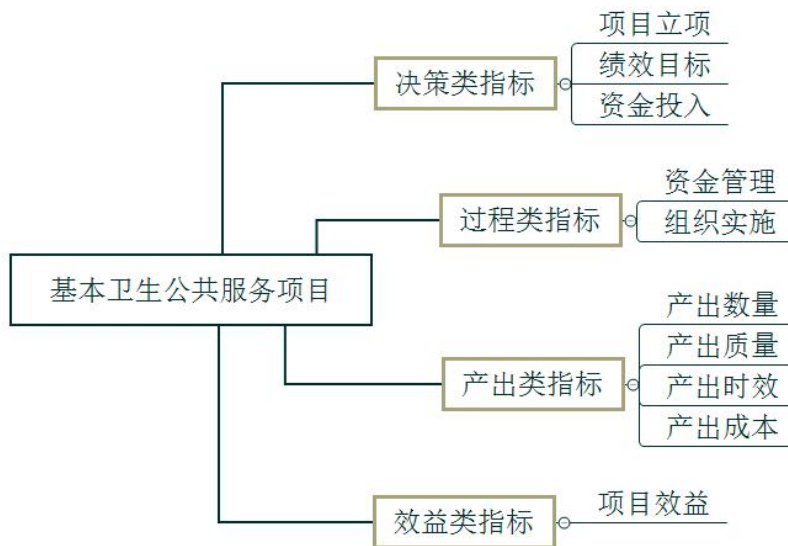 项目立项
决策类指标
绩效目标
资金投入
资金管理
过程类指标
组织实施
基本卫生公共服务项目
产出数量
产出质量
产出类指标
产出时效
产出成本
效益类指标
项目效益